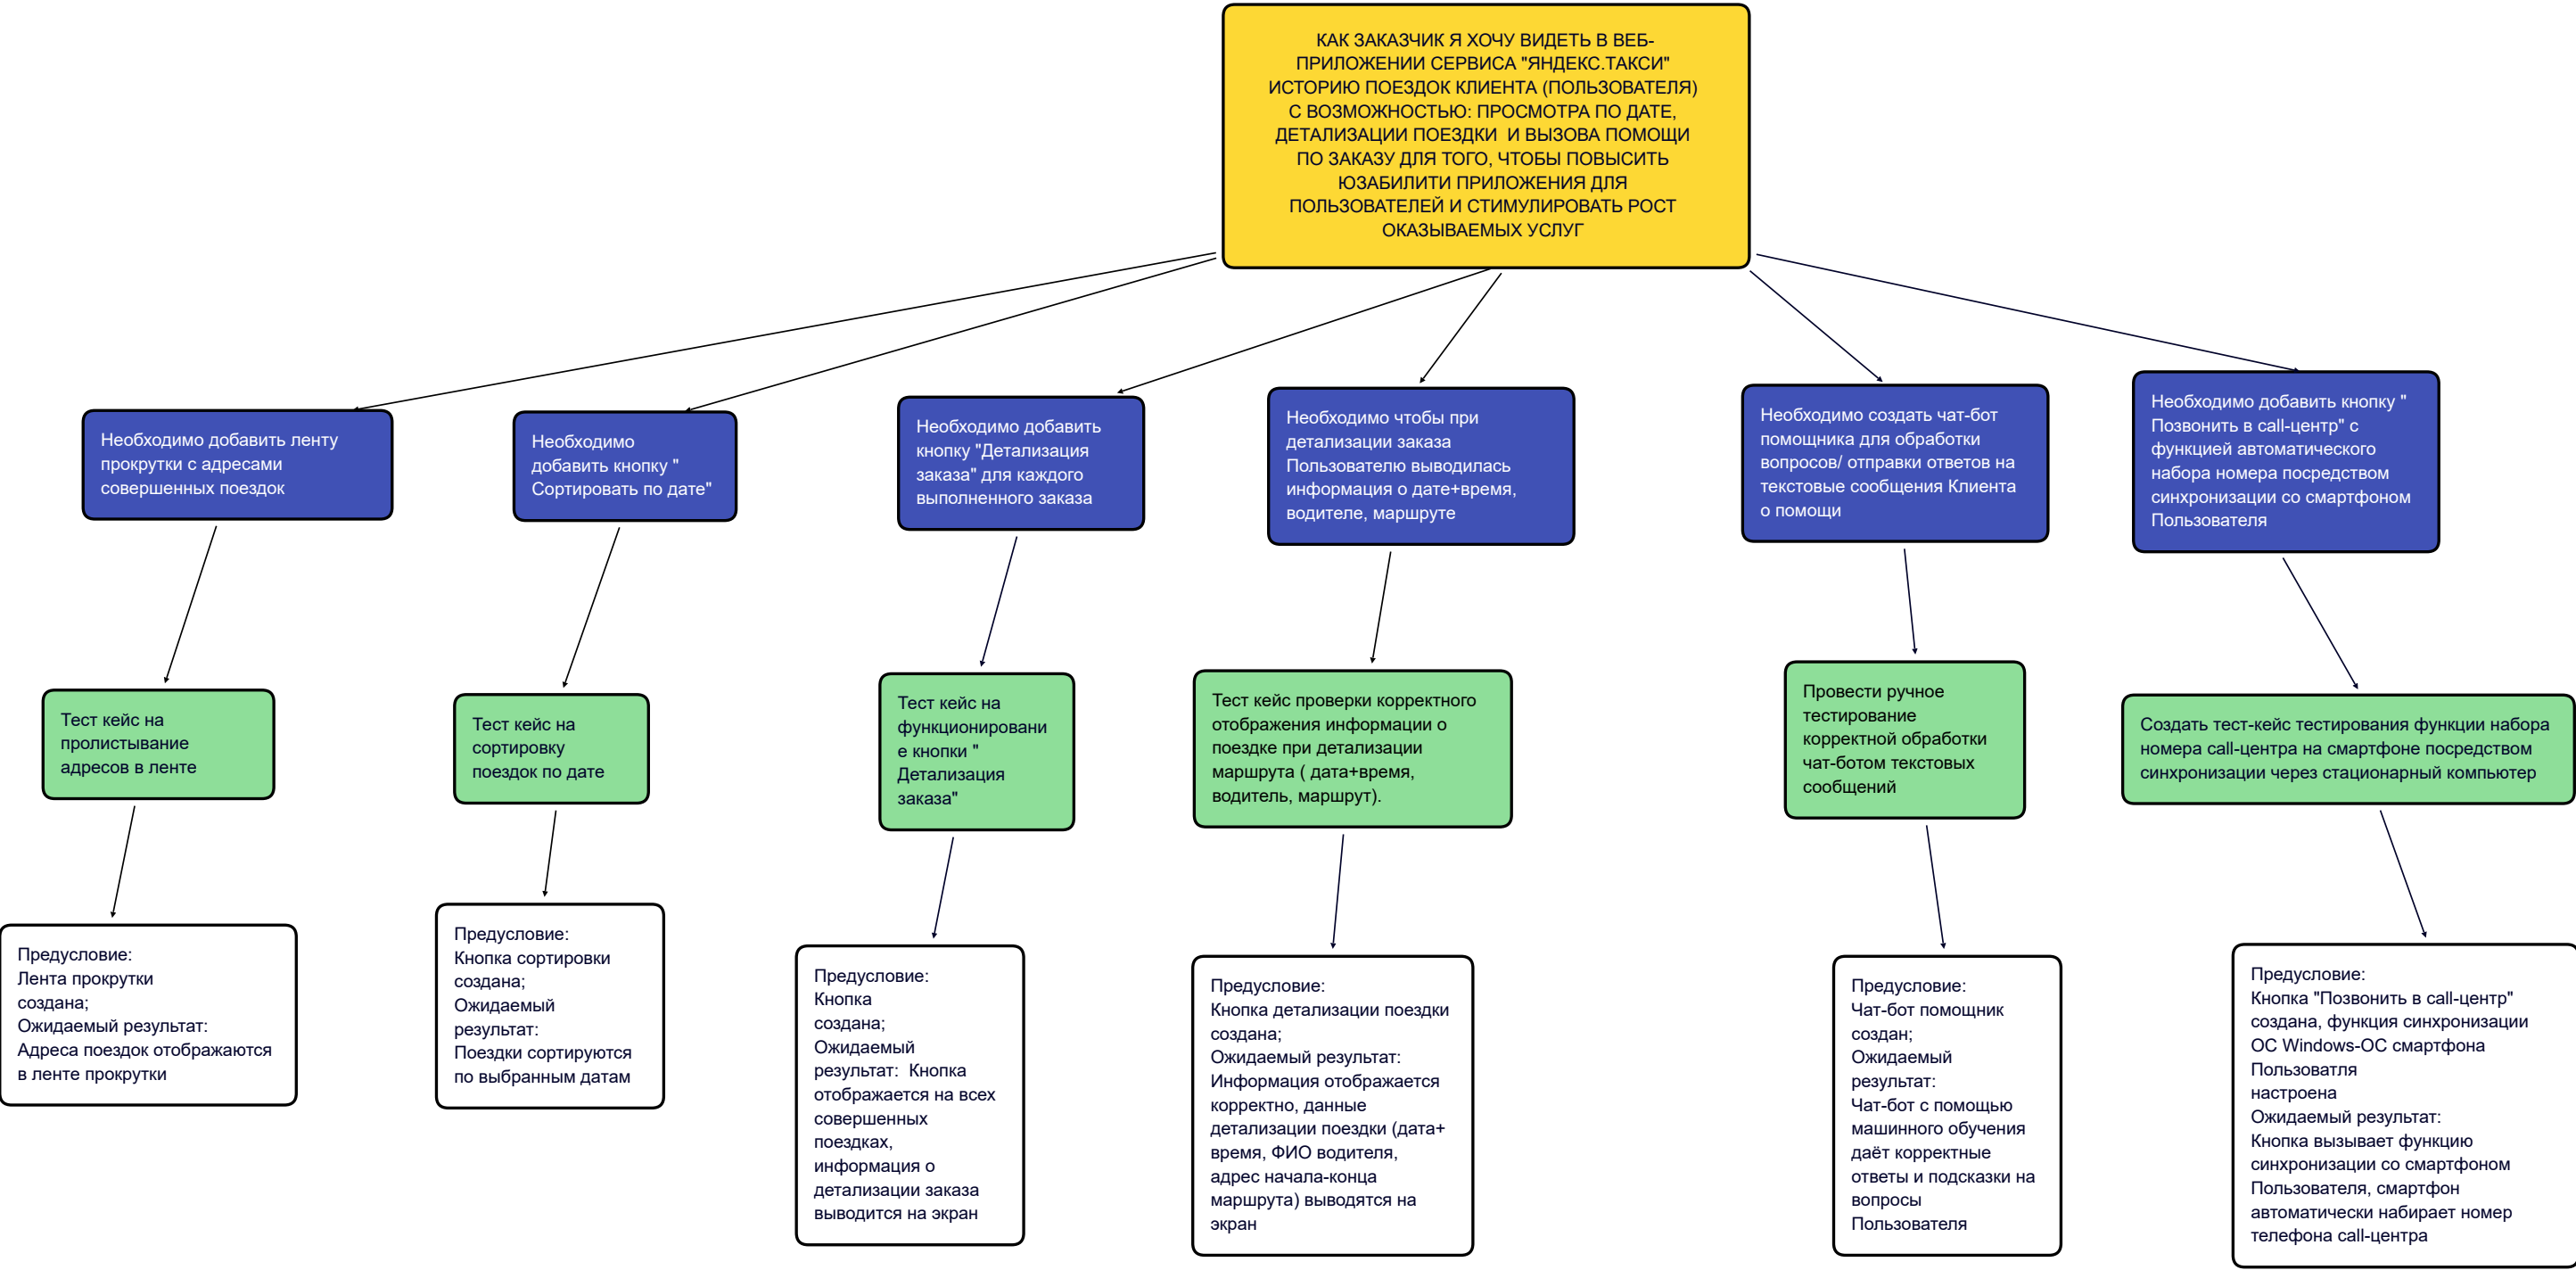 КАК ЗАКАЗЧИК Я ХОЧУ ВИДЕТЬ В ВЕБ-
ПРИЛОЖЕНИИ СЕРВИСА "ЯНДЕКС.ТАКСИ"
ИСТОРИЮ ПОЕЗДОК КЛИЕНТА (ПОЛЬЗОВАТЕЛЯ)
С ВОЗМОЖНОСТЬЮ: ПРОСМОТРА ПО ДАТЕ,
ДЕТАЛИЗАЦИИ ПОЕЗДКИ  И ВЫЗОВА ПОМОЩИ
ПО ЗАКАЗУ ДЛЯ ТОГО, ЧТОБЫ ПОВЫСИТЬ
ЮЗАБИЛИТИ ПРИЛОЖЕНИЯ ДЛЯ
ПОЛЬЗОВАТЕЛЕЙ И СТИМУЛИРОВАТЬ РОСТ
ОКАЗЫВАЕМЫХ УСЛУГ
Необходимо добавить ленту
прокрутки с адресами
совершенных поездок
Необходимо
добавить кнопку "
Сортировать по дате"
Необходимо добавить
кнопку "Детализация
заказа" для каждого
выполненного заказа
Необходимо чтобы при
детализации заказа
Пользователю выводилась
информация о дате+время,
водителе, маршруте
Необходимо создать чат-бот
помощника для обработки
вопросов/ отправки ответов на
текстовые сообщения Клиента
о помощи
Необходимо добавить кнопку "
Позвонить в call-центр" с
функцией автоматического
набора номера посредством
синхронизации со смартфоном
Пользователя
Тест кейс на
пролистывание
адресов в ленте
Тест кейс на
сортировку
поездок по дате
Тест кейс на
функционировани
е кнопки "
Детализация
заказа"
Тест кейс проверки корректного
отображения информации о
поездке при детализации
маршрута ( дата+время,
водитель, маршрут).
Провести ручное
тестирование
корректной обработки
чат-ботом текстовых
сообщений
Создать тест-кейс тестирования функции набора
номера call-центра на смартфоне посредством
синхронизации через стационарный компьютер
Предусловие:
Лента прокрутки
создана;
Ожидаемый результат:
Адреса поездок отображаются
в ленте прокрутки
Предусловие:
Кнопка сортировки
создана;
Ожидаемый
результат:
Поездки сортируются
по выбранным датам
Предусловие:
Кнопка
создана;
Ожидаемый
результат:  Кнопка
отображается на всех
совершенных
поездках,
информация о
детализации заказа
выводится на экран
Предусловие:
Кнопка детализации поездки
создана;
Ожидаемый результат:
Информация отображается
корректно, данные
детализации поездки (дата+
время, ФИО водителя,
адрес начала-конца
маршрута) выводятся на
экран
Предусловие:
Чат-бот помощник
создан;
Ожидаемый
результат:
Чат-бот с помощью
машинного обучения
даёт корректные
ответы и подсказки на
вопросы
Пользователя
Предусловие:
Кнопка "Позвонить в call-центр"
создана, функция синхронизации
ОС Windows-ОС смартфона
Пользоватля
настроена
Ожидаемый результат:
Кнопка вызывает функцию
синхронизации со смартфоном
Пользователя, смартфон
автоматически набирает номер
телефона call-центра